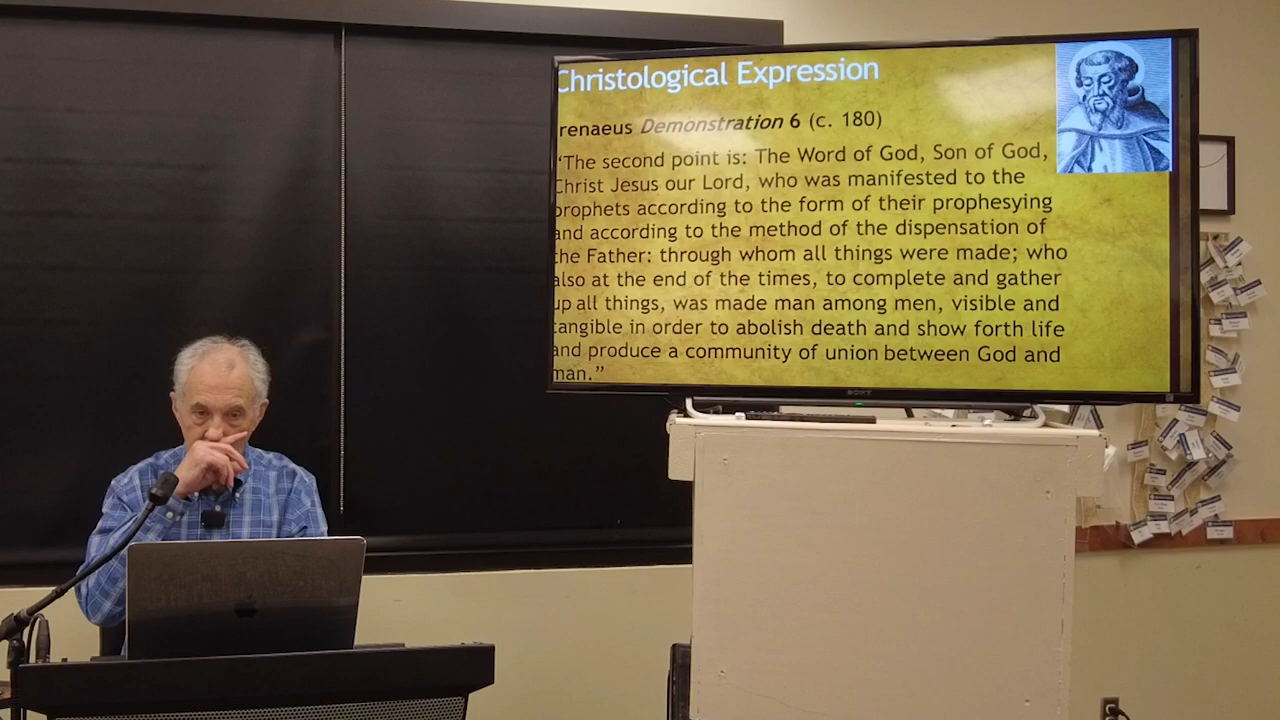 Christological Expression
renaeus Demonstration 6 (c. 180)
“The second point is: The Word of God, Son of God,
Christ Jesus our Lord, who was manifested to the
prophets according to the form of their prophesying
and according to the method of the dispensation of
the Father: through whom all things were made; who
also at the end of the times, to complete and gather
up all things, was made man among men, visible and
tangible in order to abolish death and show forth life
and produce a community of union between God and
man.”
SONY